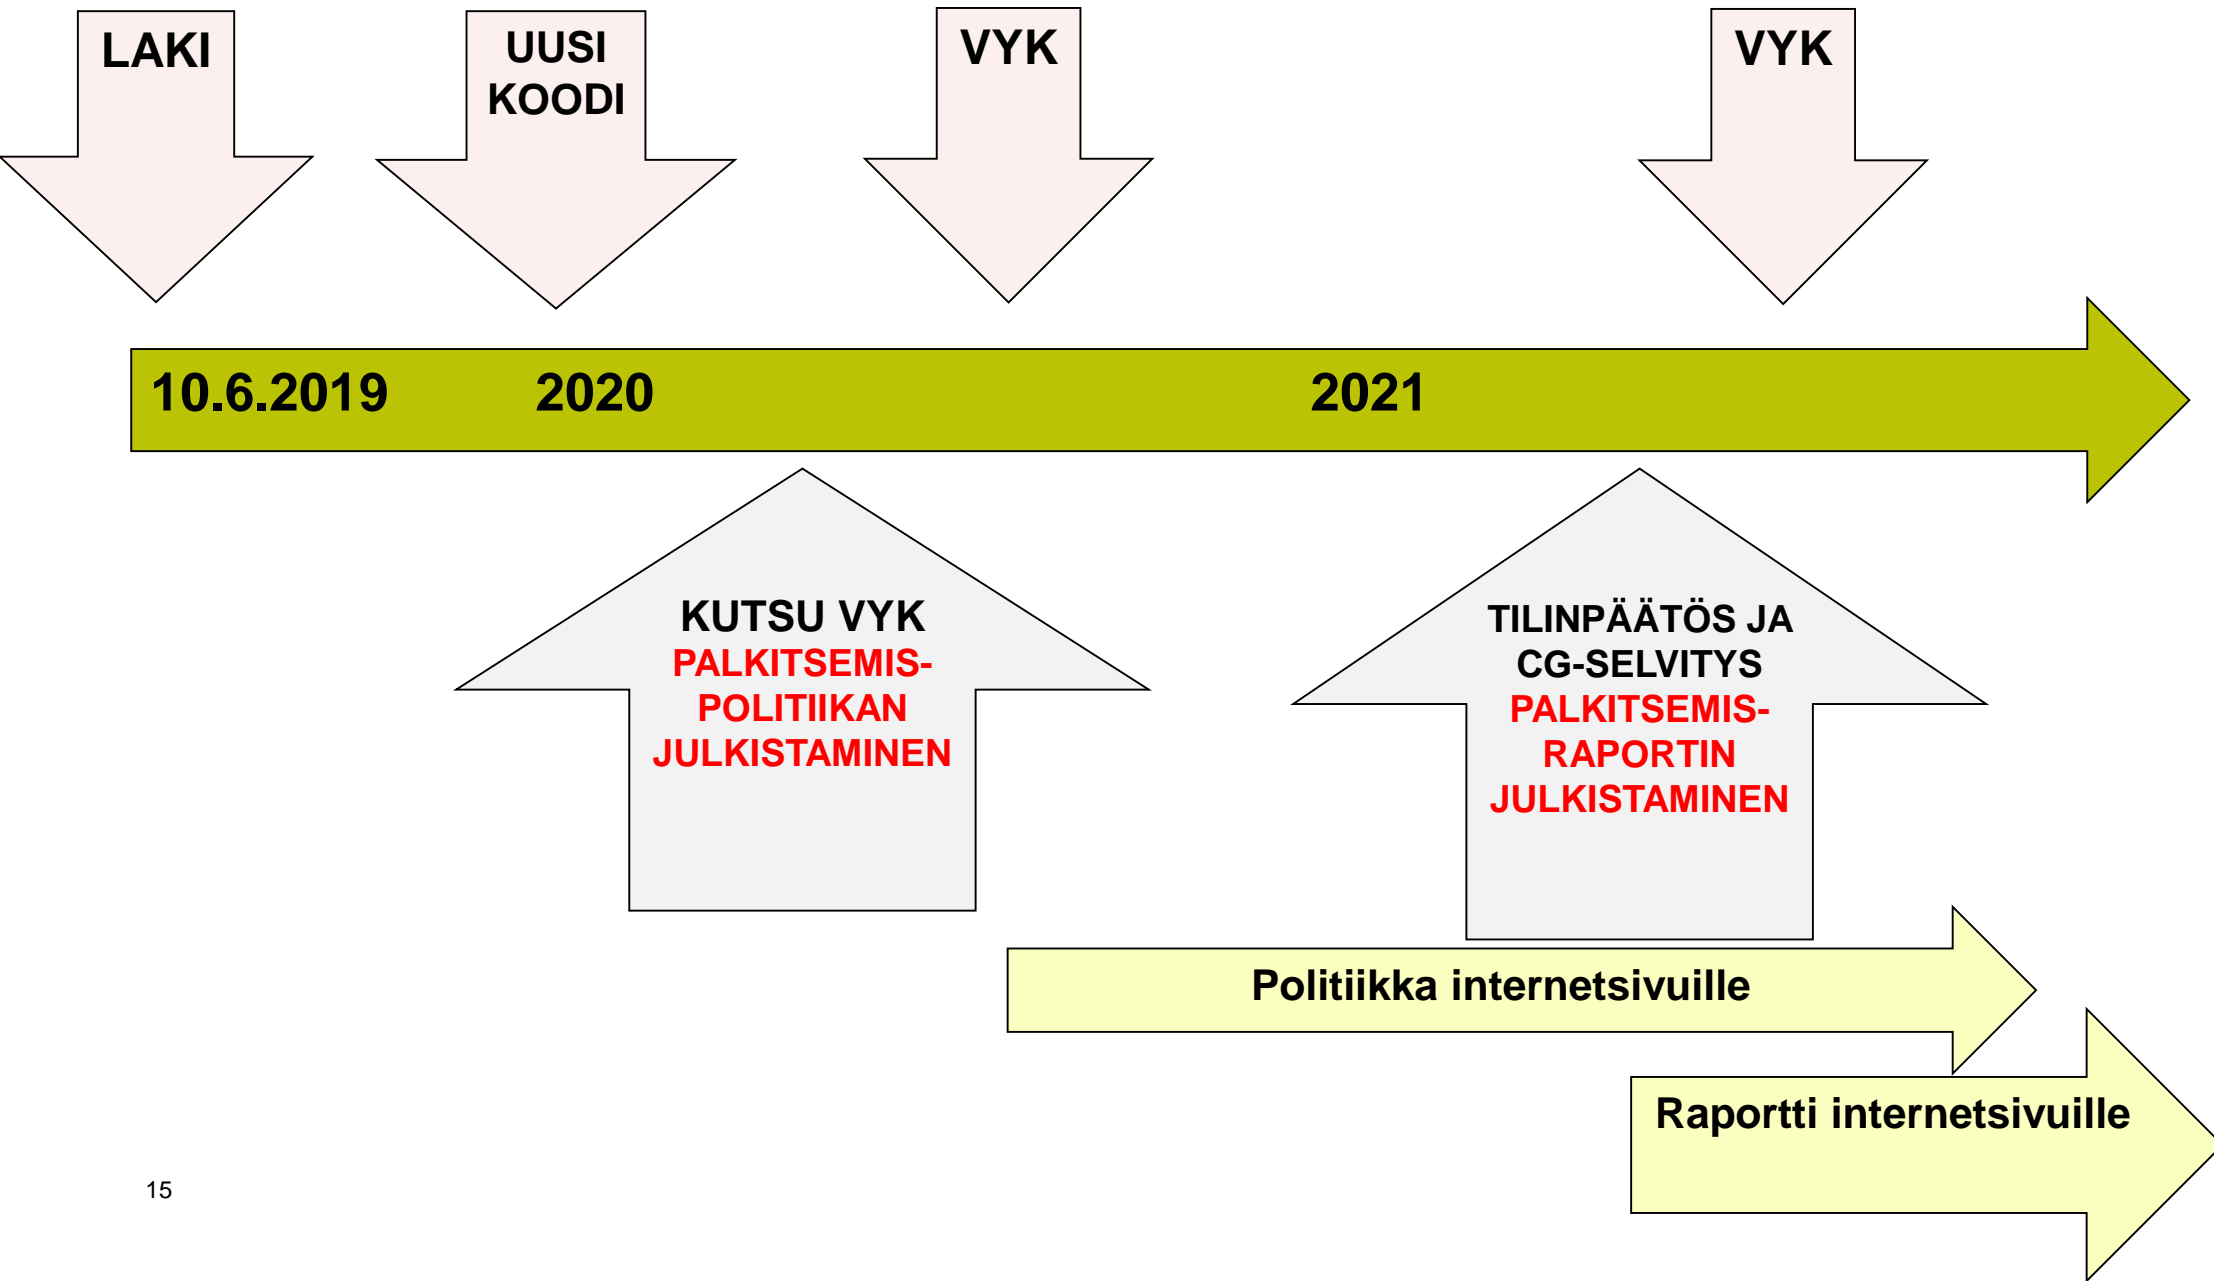 LAKI
UUSI
KOODI
VYK
VYK
10.6.2019
2020
2021
KUTSU VYK
PALKITSEMIS-
POLITIIKAN
JULKISTAMINEN
TILINPÄÄTÖS JA
CG-SELVITYS
PALKITSEMIS-
RAPORTIN
JULKISTAMINEN
Politiikka internetsivuille
Raportti internetsivuille
15